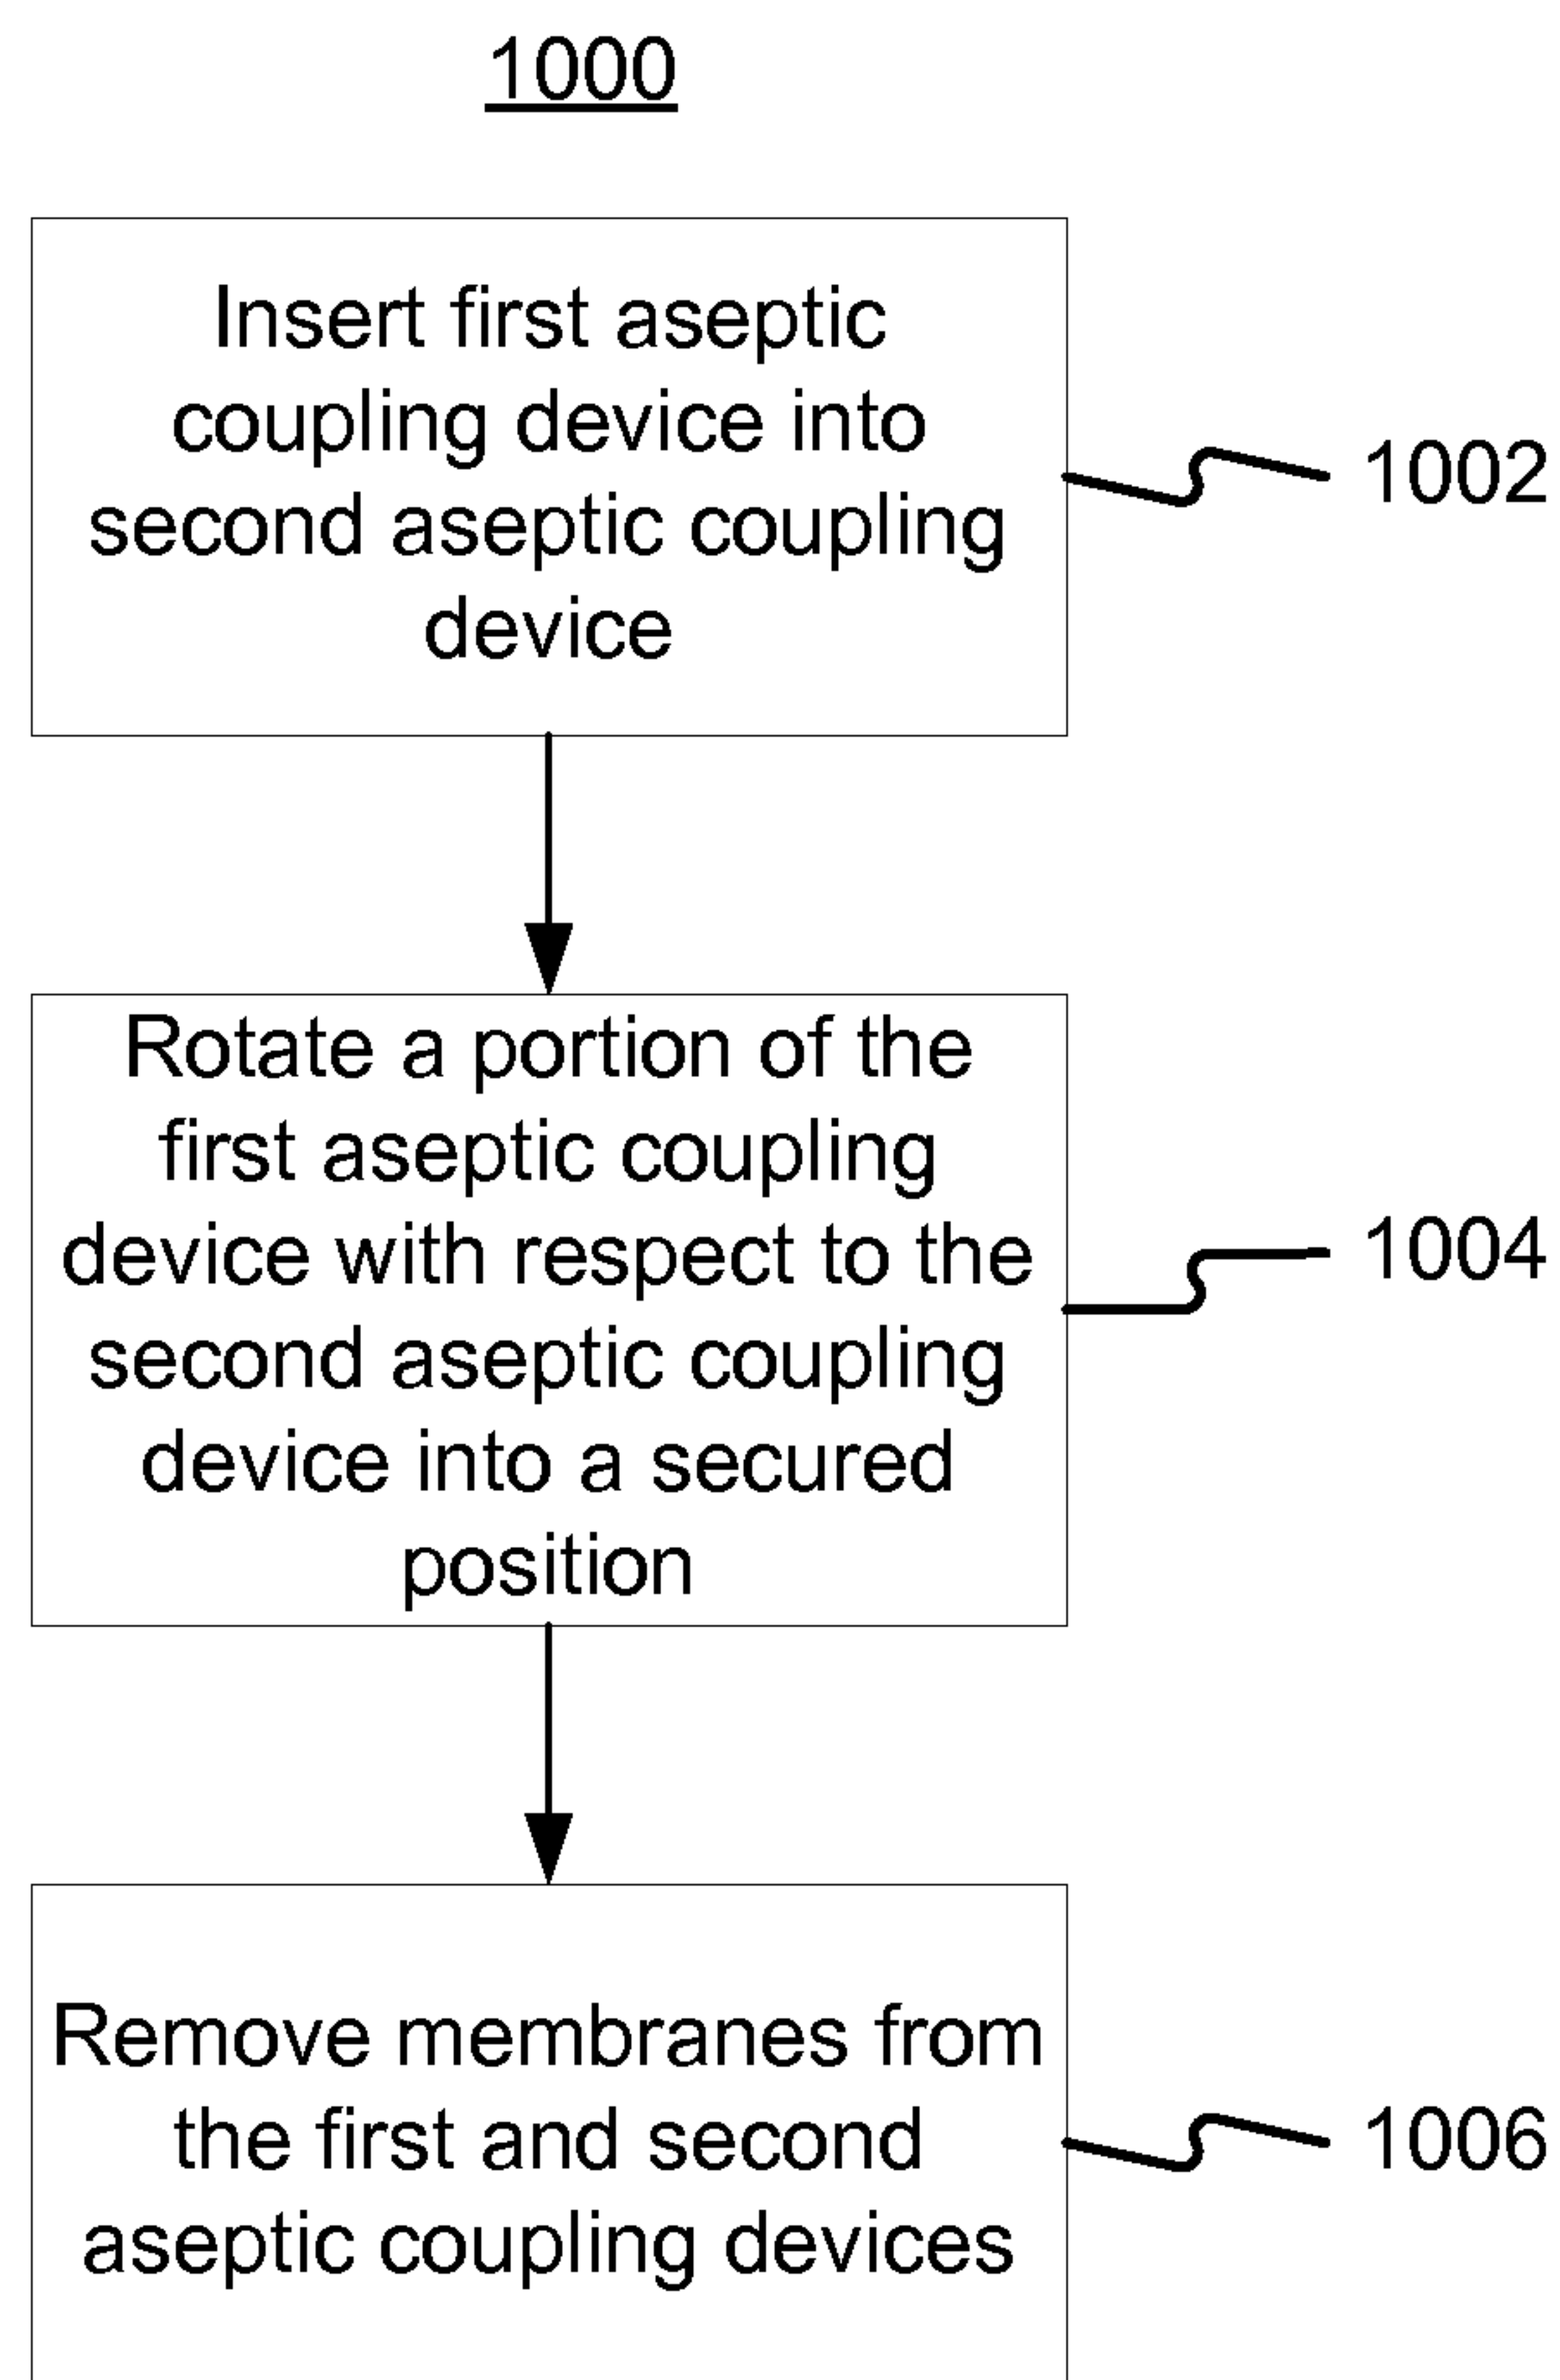 1000
Insert first aseptic
coupling device into
second aseptic coupling
device
1002
Rotate a portion of the
first aseptic coupling
device with respect to the
second aseptic coupling
device into a secured
position
1004
Remove membranes from
the first and second
aseptic coupling devices
1006